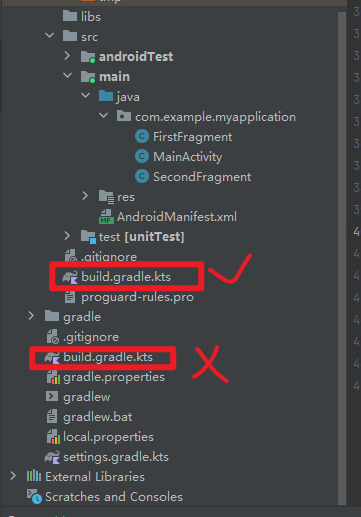 tmp
libs
src
androidTest
main
java
com.example.myapplication
FirstFragment
MainActivity
SecondFragment
res
AndroidManifest.xml
test [unitTest]
.gitignore
build.gradle.kts
proguard-rules.pro
gradle
.gitignore
build.gradle.kts
gradle.properties
gradlew
gradlew.bat
local.properties
settings.gradle.kts
External Libraries
Scratches and Consoles